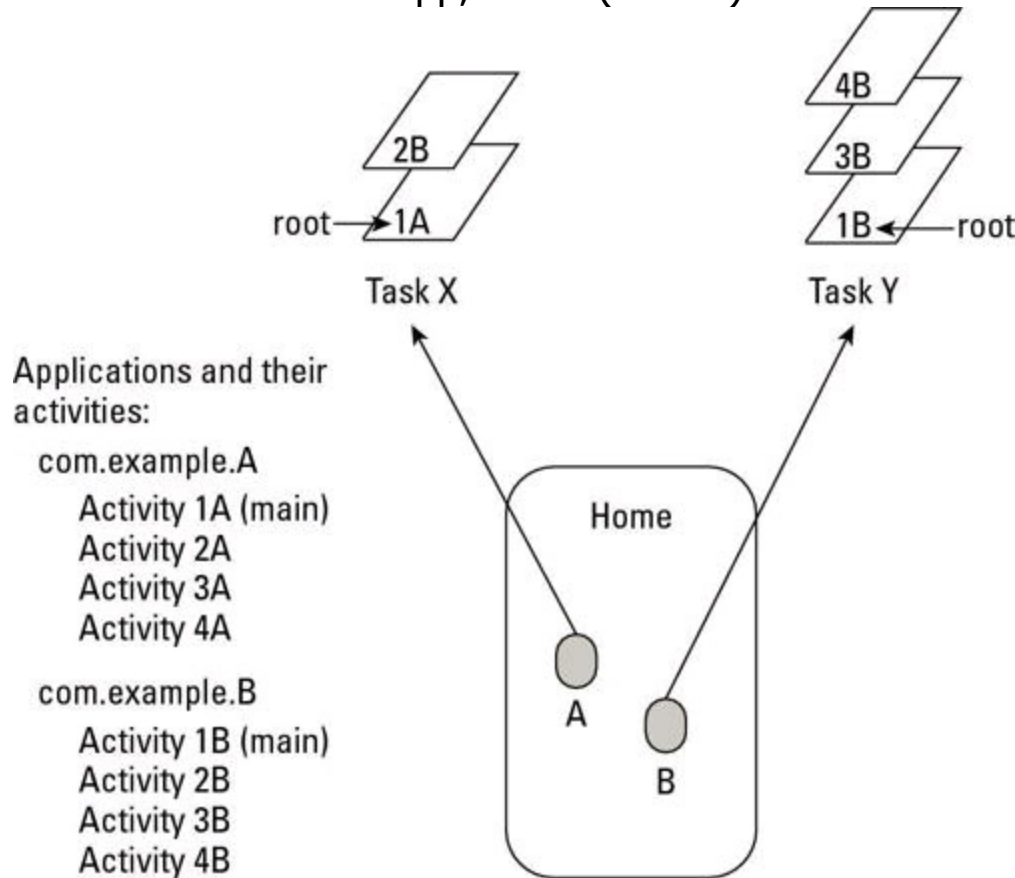 4B
2B
3B
root
1A
1B
root
Task X
Task Y
Applications and their
activities:
com.example.A
Activity 1A (main)
Activity 2A
Activity 3A
Activity 4A
com.example.B
Activity 1B (main)
Activity 2B
Activity 3B
Activity 4B
Home
A
B